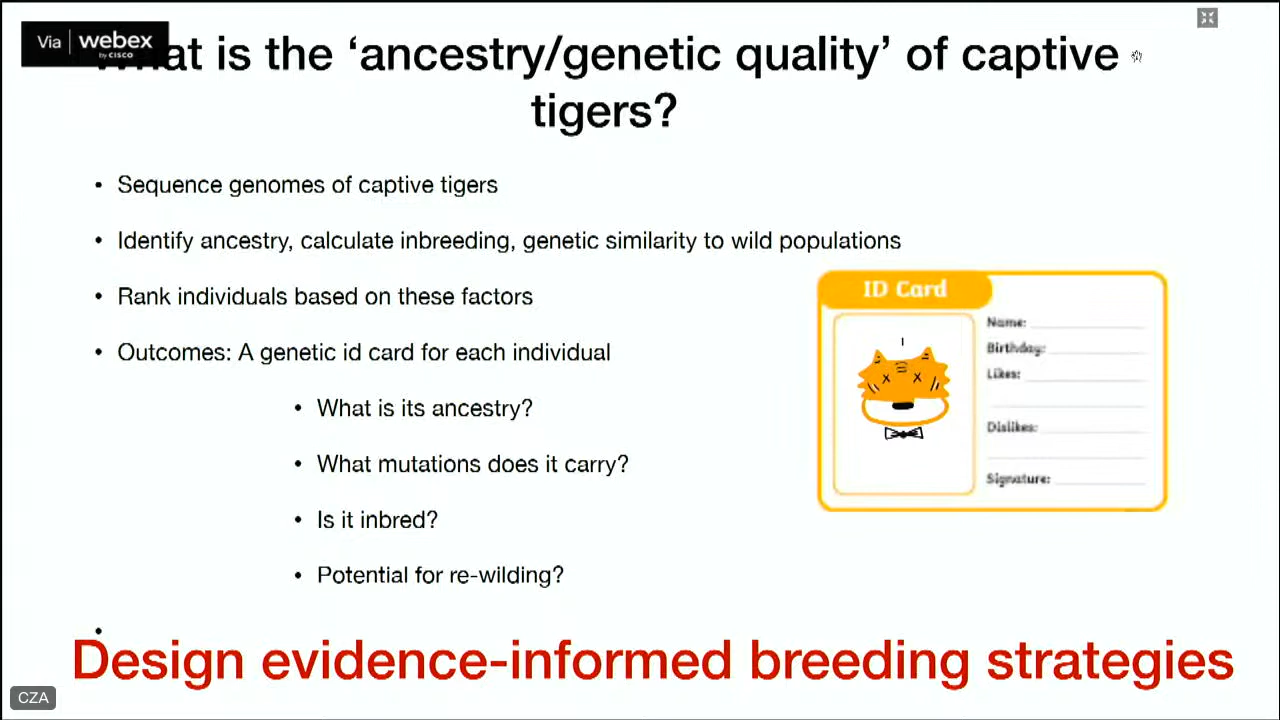 Via | webex
by CISCO
at is the ‘ancestry/genetic quality’ of captive
tigers?
• Sequence genomes of captive tigers
• Identify ancestry, calculate inbreeding, genetic similarity to wild populations
• Rank individuals based on these factors
• Outcomes: A genetic id card for each individual
• What is its ancestry?
• What mutations does it carry?
• Is it inbred?
• Potential for re-wilding?
•
ID Card
Name:
Birthday:
Likes:
Dislikes:
Signature:
Design evidence-informed breeding strategies
CZA